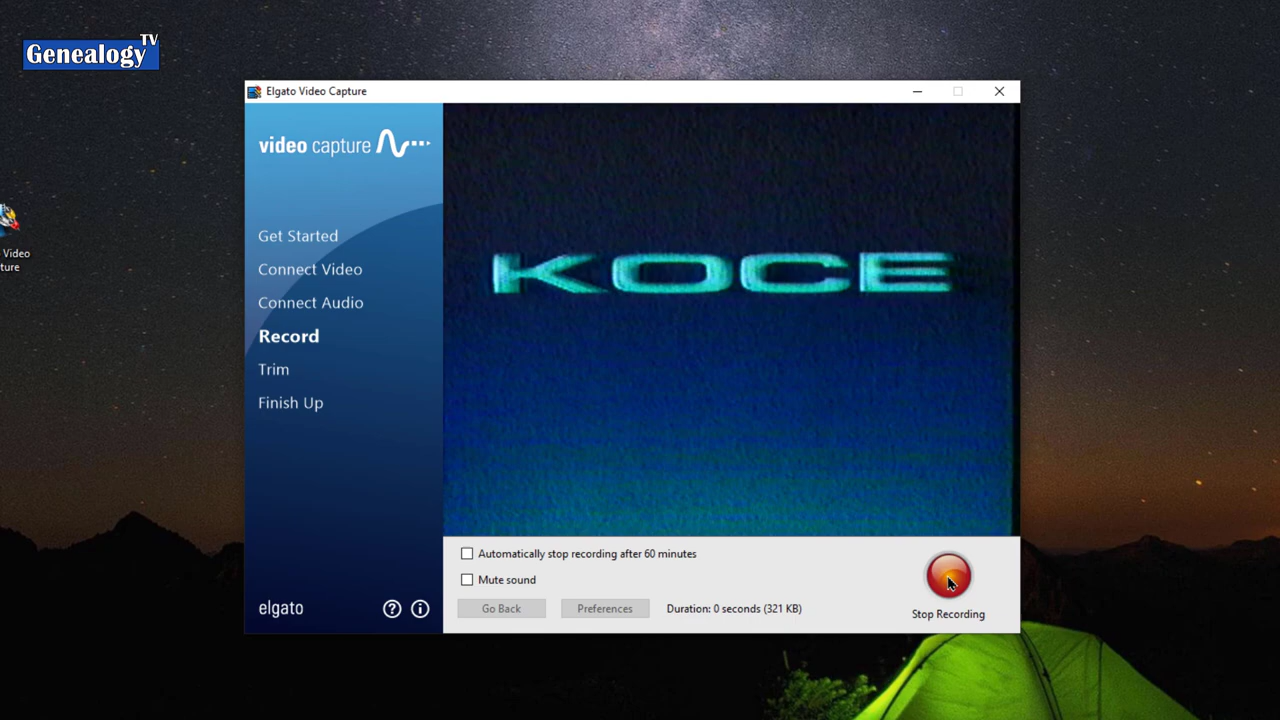 Genealogy TV
Elgato Video Capture
video capture
Get Started
Connect Video
Connect Audio
Record
Trim
Finish Up
elgato
KOCE
Automatically stop recording after 60 minutes
Mute sound
Go Back
Preferences
Duration: 0 seconds (321 KB)
Stop Recording
Video
ture